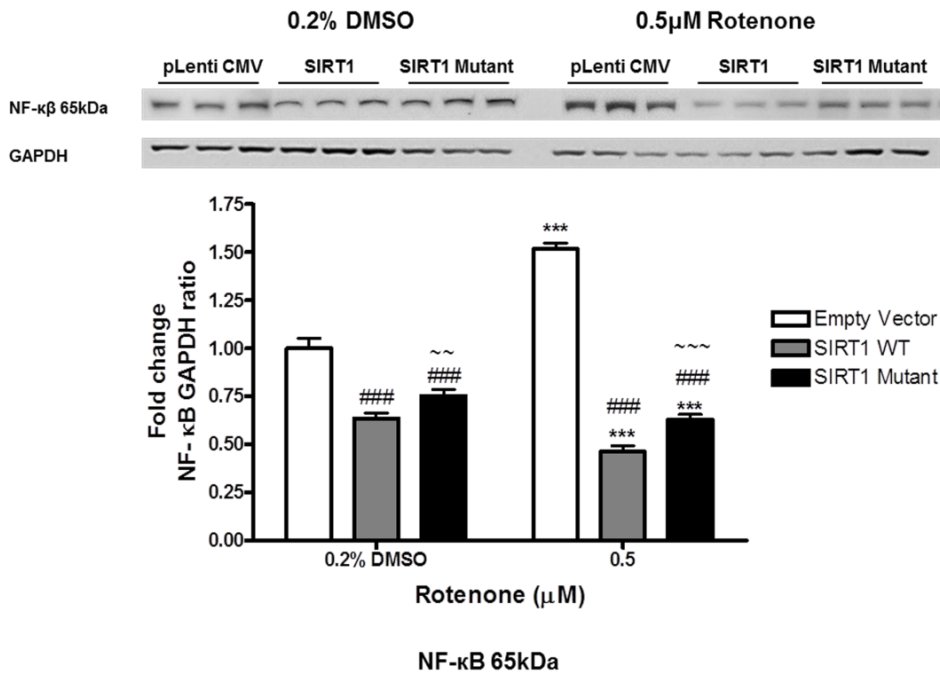 0.2% DMSO 0.5μM Rotenone
pLenti CMV SIRT1 SIRT1 Mutant pLenti CMV SIRT1 SIRT1 Mutant
NF-κβ 65kDa
GAPDH
Fold change
NF- κB GAPDH ratio
1.75
1.50
1.25
1.00
0.75
0.50
0.25
0.00
***
~~
###
###
~~~
###
###
***
***
Empty Vector
SIRT1 WT
SIRT1 Mutant
0.2% DMSO 0.5
Rotenone (μM)
NF-κB 65kDa